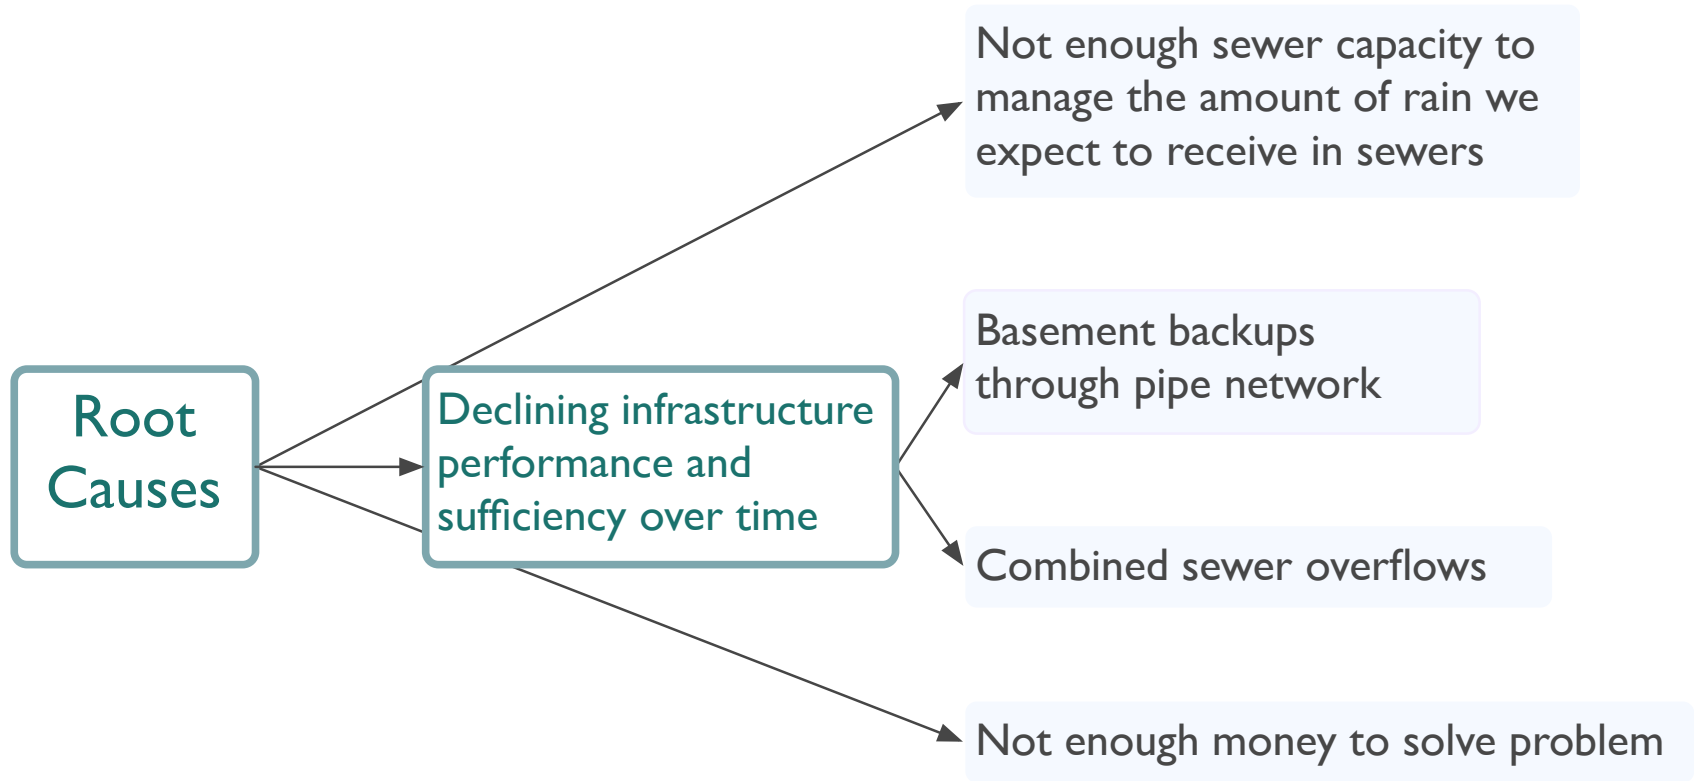 Root
Causes
Declining infrastructure
performance and
sufficiency over time
Not enough sewer capacity to
manage the amount of rain we
expect to receive in sewers
Basement backups
through pipe network
Combined sewer overflows
Not enough money to solve problem